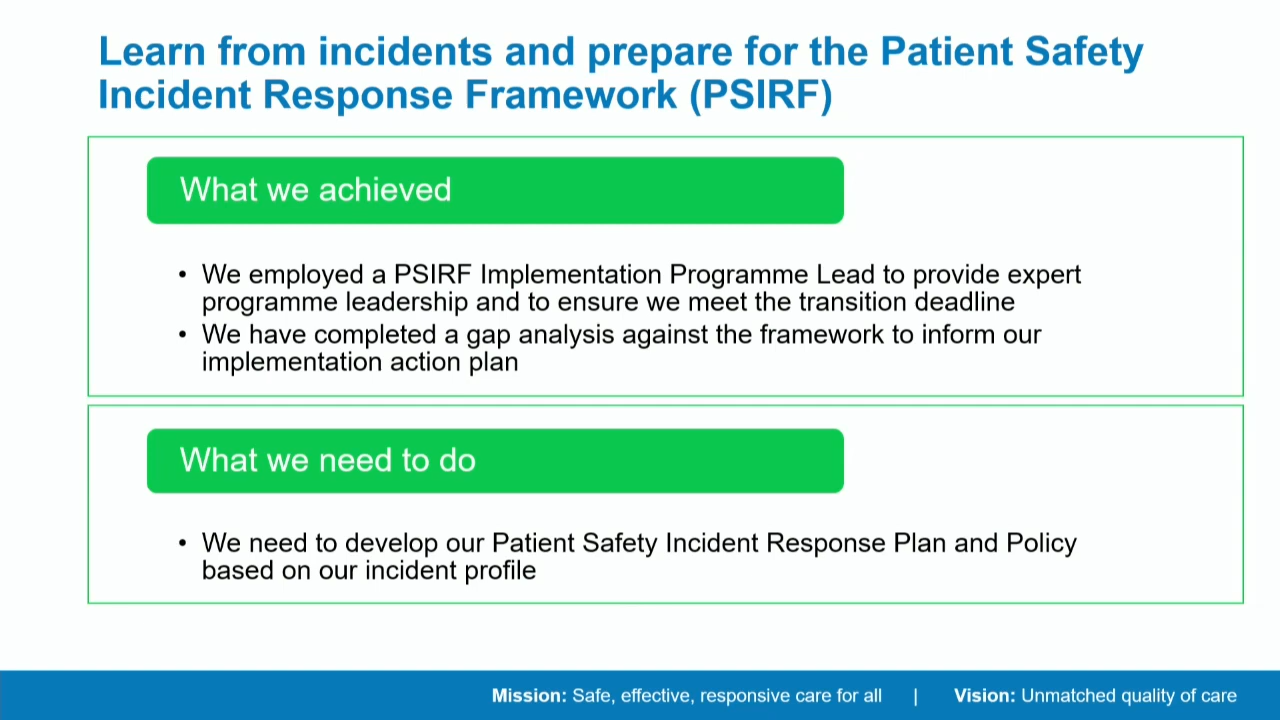 Learn from incidents and prepare for the Patient Safety
Incident Response Framework (PSIRF)
What we achieved
• We employed a PSIRF Implementation Programme Lead to provide expert
programme leadership and to ensure we meet the transition deadline
• We have completed a gap analysis against the framework to inform our
implementation action plan
What we need to do
• We need to develop our Patient Safety Incident Response Plan and Policy
based on our incident profile
Mission: Safe, effective, responsive care for all | Vision: Unmatched quality of care